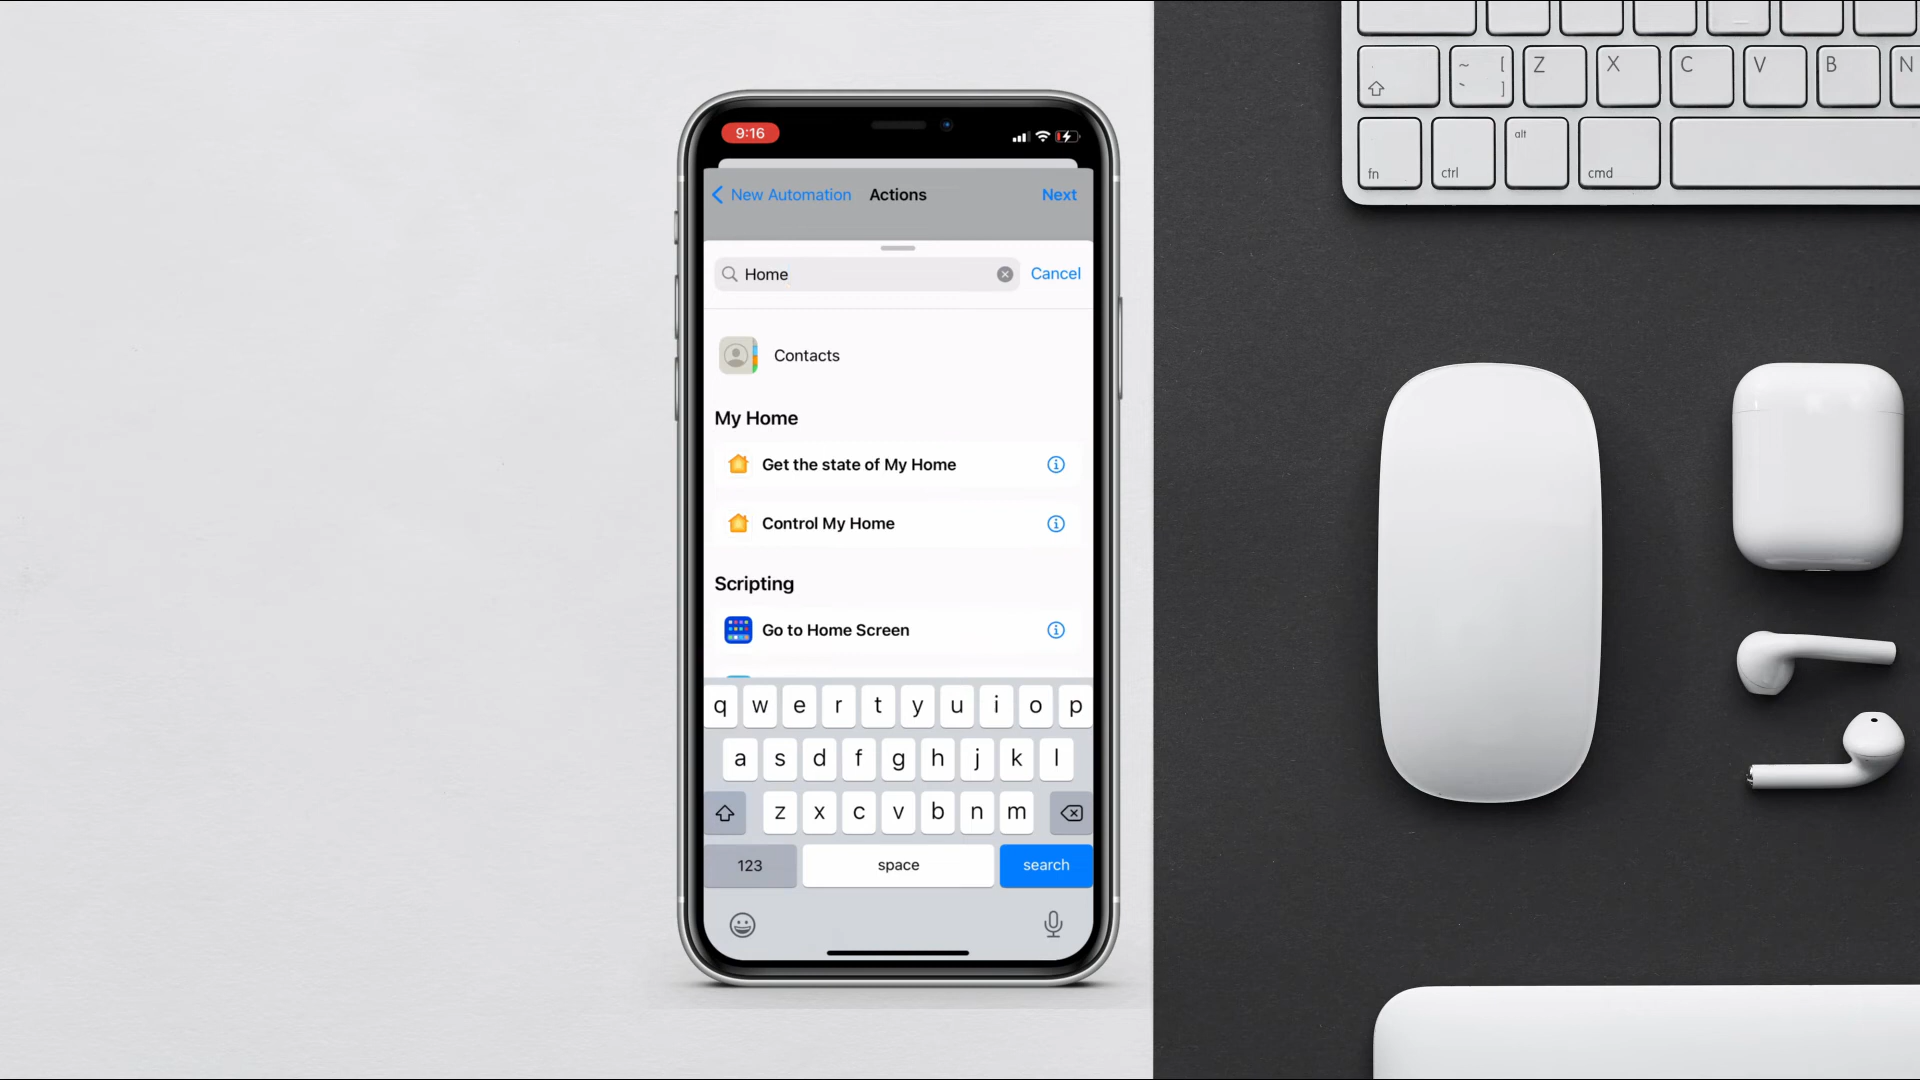 9:16
New Automation Actions Next
Home Cancel
Contacts
My Home
Get the state of My Home
Control My Home
Scripting
Go to Home Screen
q w e r t y u i o p
a s d f g h j k l
z x c v b n m
123 space search
~ [
` ]
Z X C V B N
fn ctrl alt cmd